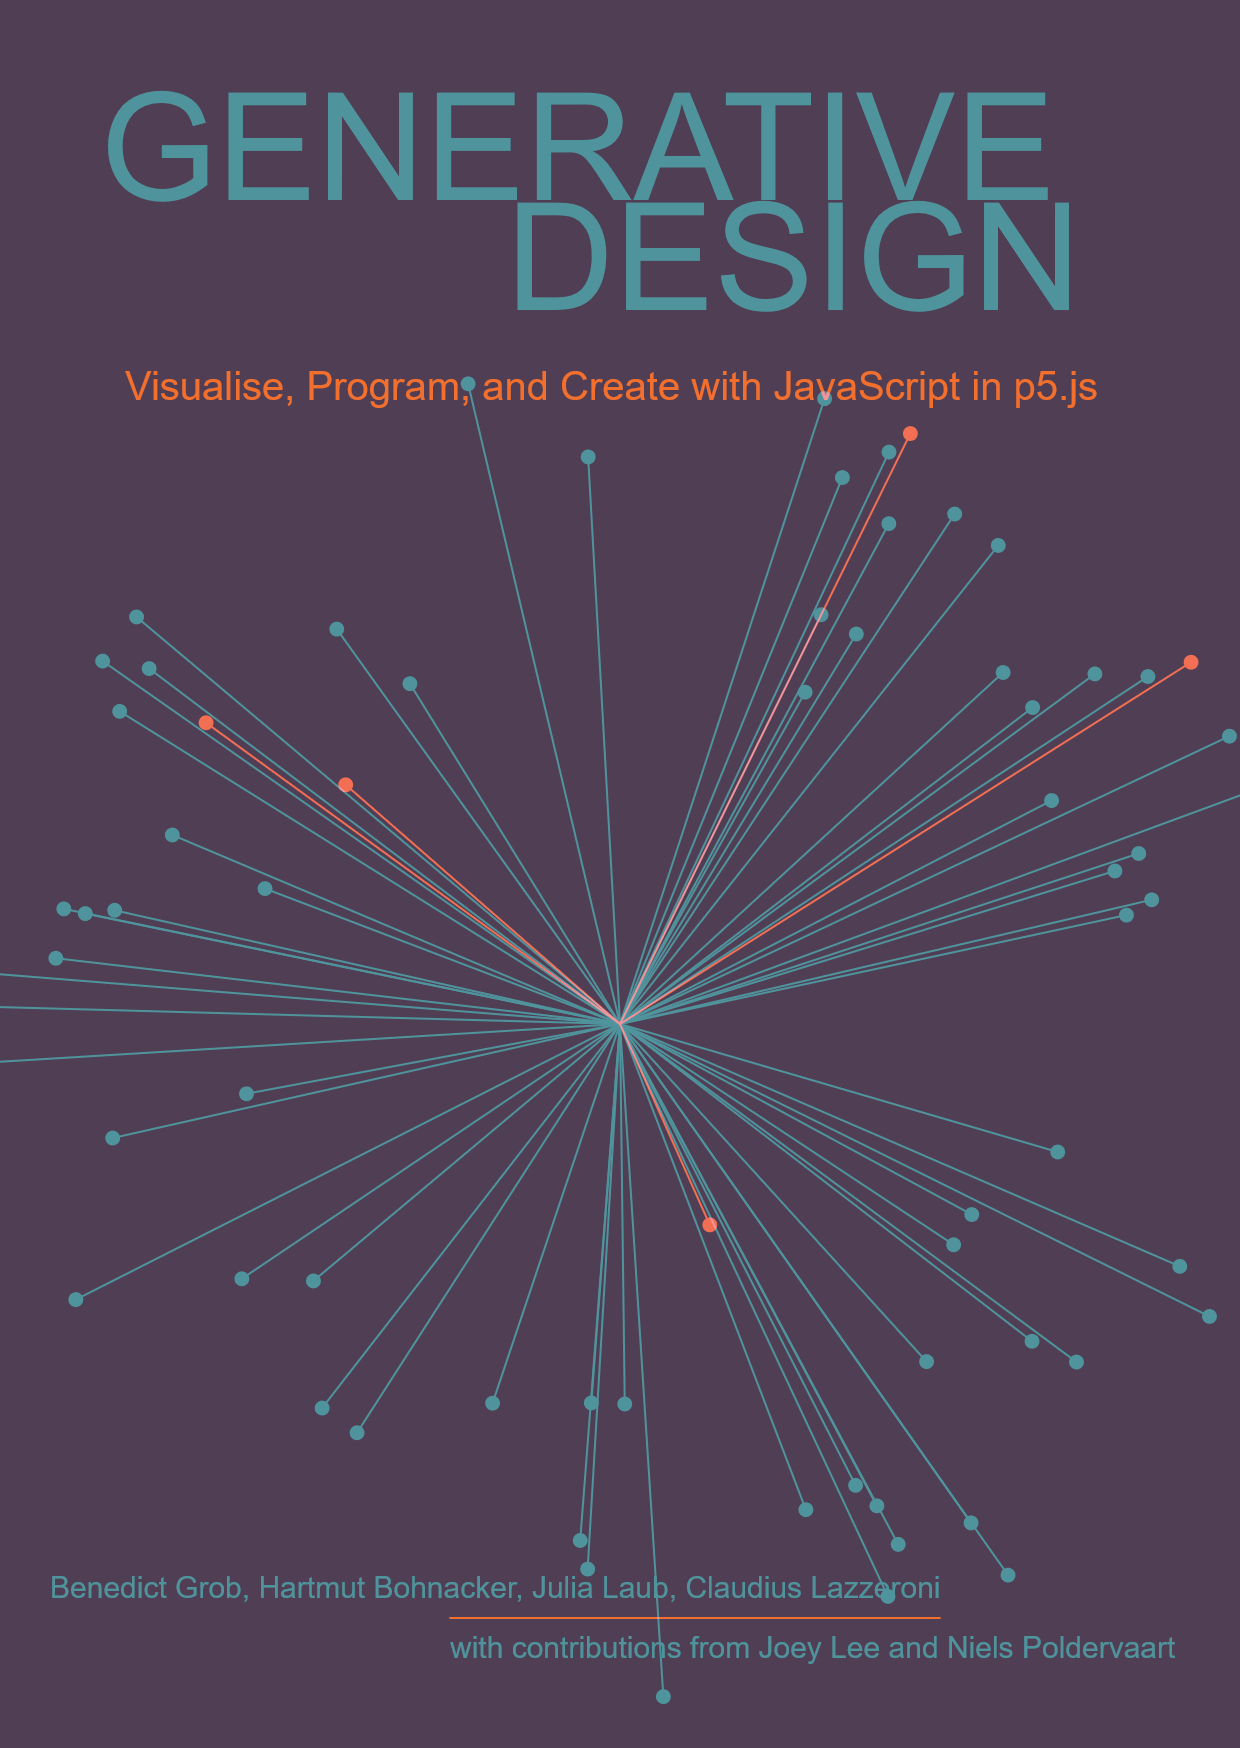 GENERATIVE
DESIGN
Visualise, Program, and Create with JavaScript in p5.js
Benedict Grob, Hartmut Bohnacker, Julia Laub, Claudius Lazzeroni
with contributions from Joey Lee and Niels Poldervaart